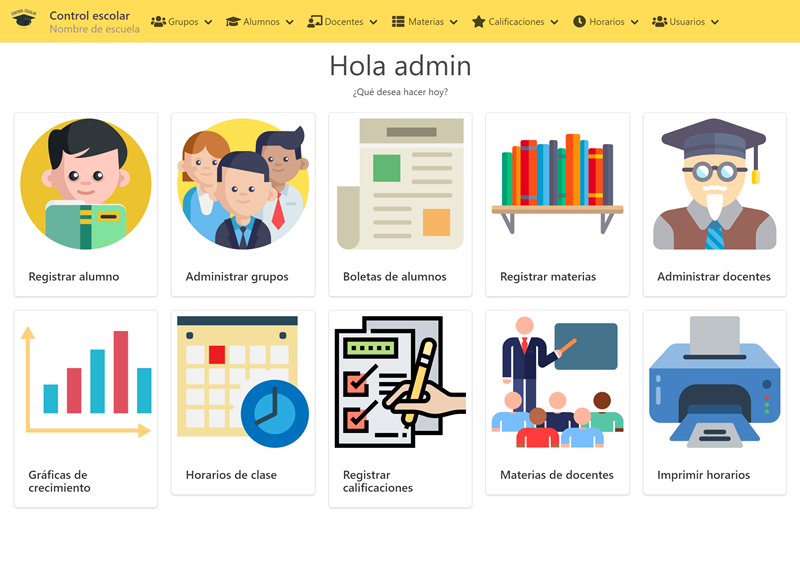 CONTROL ESCOLAR
Control escolar
Nombre de escuela
Grupos
Alumnos
Docentes
Materias
Calificaciones
Horarios
Usuarios
Hola admin
¿Qué desea hacer hoy?
Registrar alumno
Administrar grupos
Boletas de alumnos
Registrar materias
Administrar docentes
Gráficas de
crecimiento
Horarios de clase
Registrar
calificaciones
Materias de docentes
Imprimir horarios